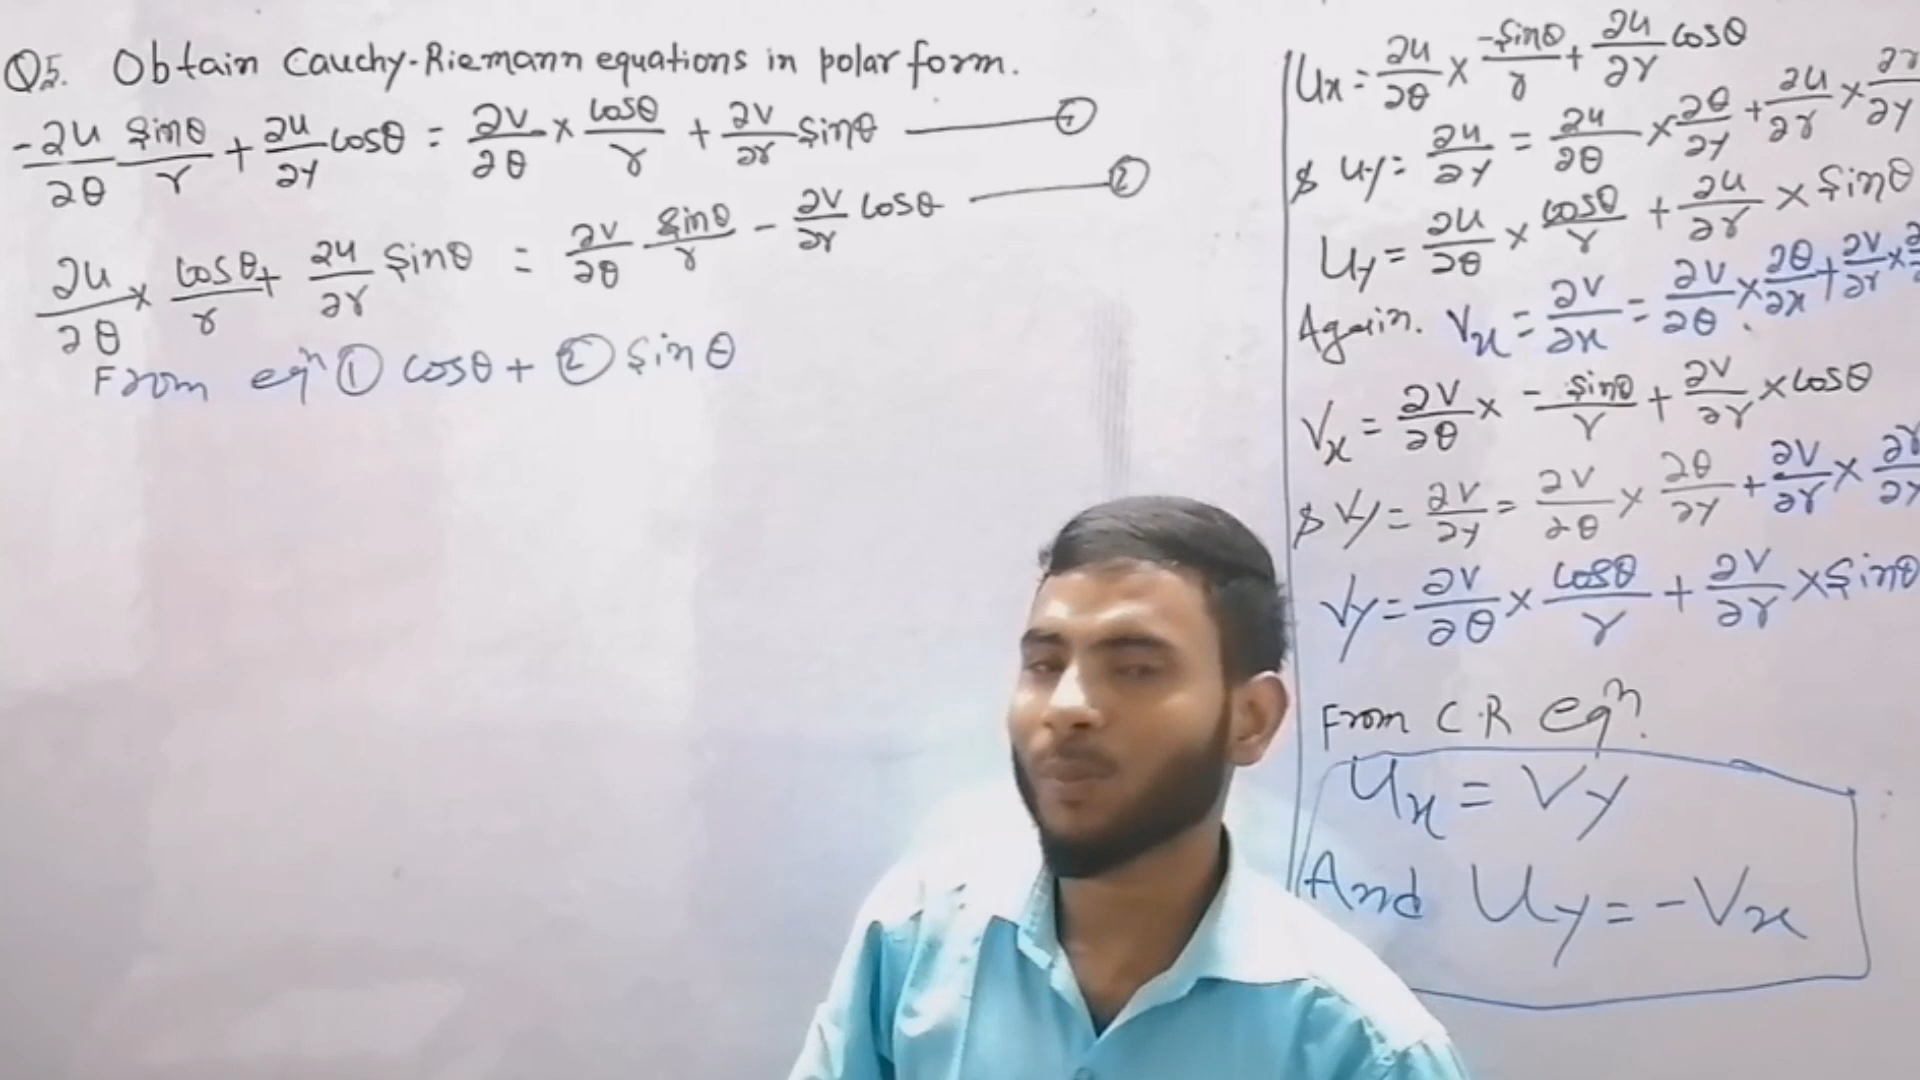 Q5. Obtain Cauchy-Riemann equations in polar form.
-∂u/∂θ sinθ/r + ∂u/∂r cosθ = ∂v/∂θ × cosθ/r + ∂v/∂r sinθ —— ①
∂u/∂θ × cosθ/r + ∂u/∂r sinθ = ∂v/∂θ sinθ/r - ∂v/∂r cosθ —— ②
From eqⁿ ① cosθ + ② sinθ
Ux = ∂u/∂θ × -sinθ/r + ∂u/∂r cosθ
$ Uy = ∂u/∂y = ∂u/∂θ × ∂θ/∂y + ∂u/∂r × ∂r/∂y
Uy = ∂u/∂θ × cosθ/r + ∂u/∂r × sinθ
Again. Vx = ∂v/∂x = ∂v/∂θ × ∂θ/∂x + ∂v/∂r ×
Vx = ∂v/∂θ × - sinθ/r + ∂v/∂r × cosθ
$ Vy = ∂v/∂y = ∂v/∂θ × ∂θ/∂y + ∂v/∂r × ∂r/∂y
Vy = ∂v/∂θ × cosθ/r + ∂v/∂r × sinθ
From C.R eqⁿ.
Ux = Vy
And Uy = -Vx